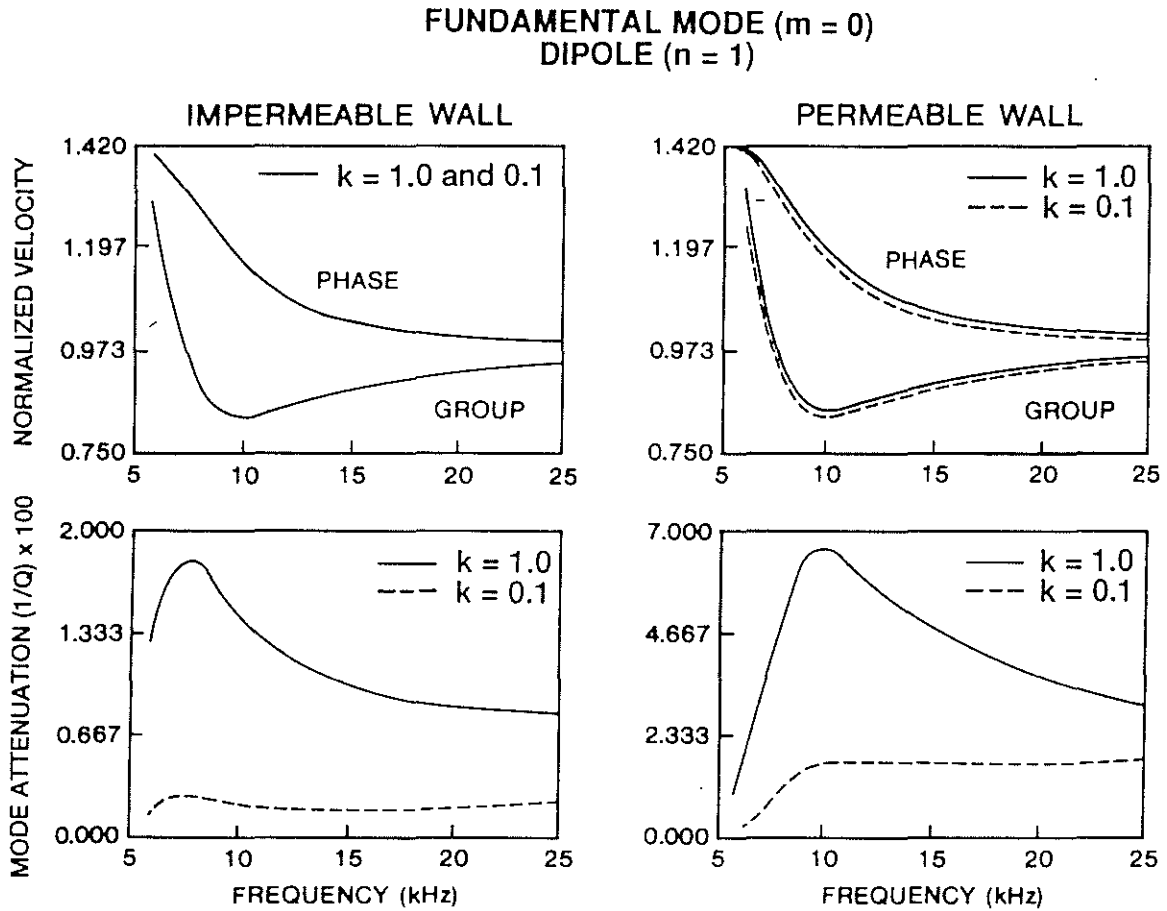 FUNDAMENTAL MODE (m = 0)
DIPOLE (n = 1)
IMPERMEABLE WALL
NORMALIZED VELOCITY
1.420
1.197
0.973
0.750
k = 1.0 and 0.1
PHASE
GROUP
5 10 15 20 25
PERMEABLE WALL
1.420
1.197
0.973
0.750
k = 1.0
k = 0.1
PHASE
GROUP
5 10 15 20 25
MODE ATTENUATION (1/Q) x 100
2.000
1.333
0.667
0.000
k = 1.0
k = 0.1
5 10 15 20 25
FREQUENCY (kHz)
7.000
4.667
2.333
0.000
k = 1.0
k = 0.1
5 10 15 20 25
FREQUENCY (kHz)